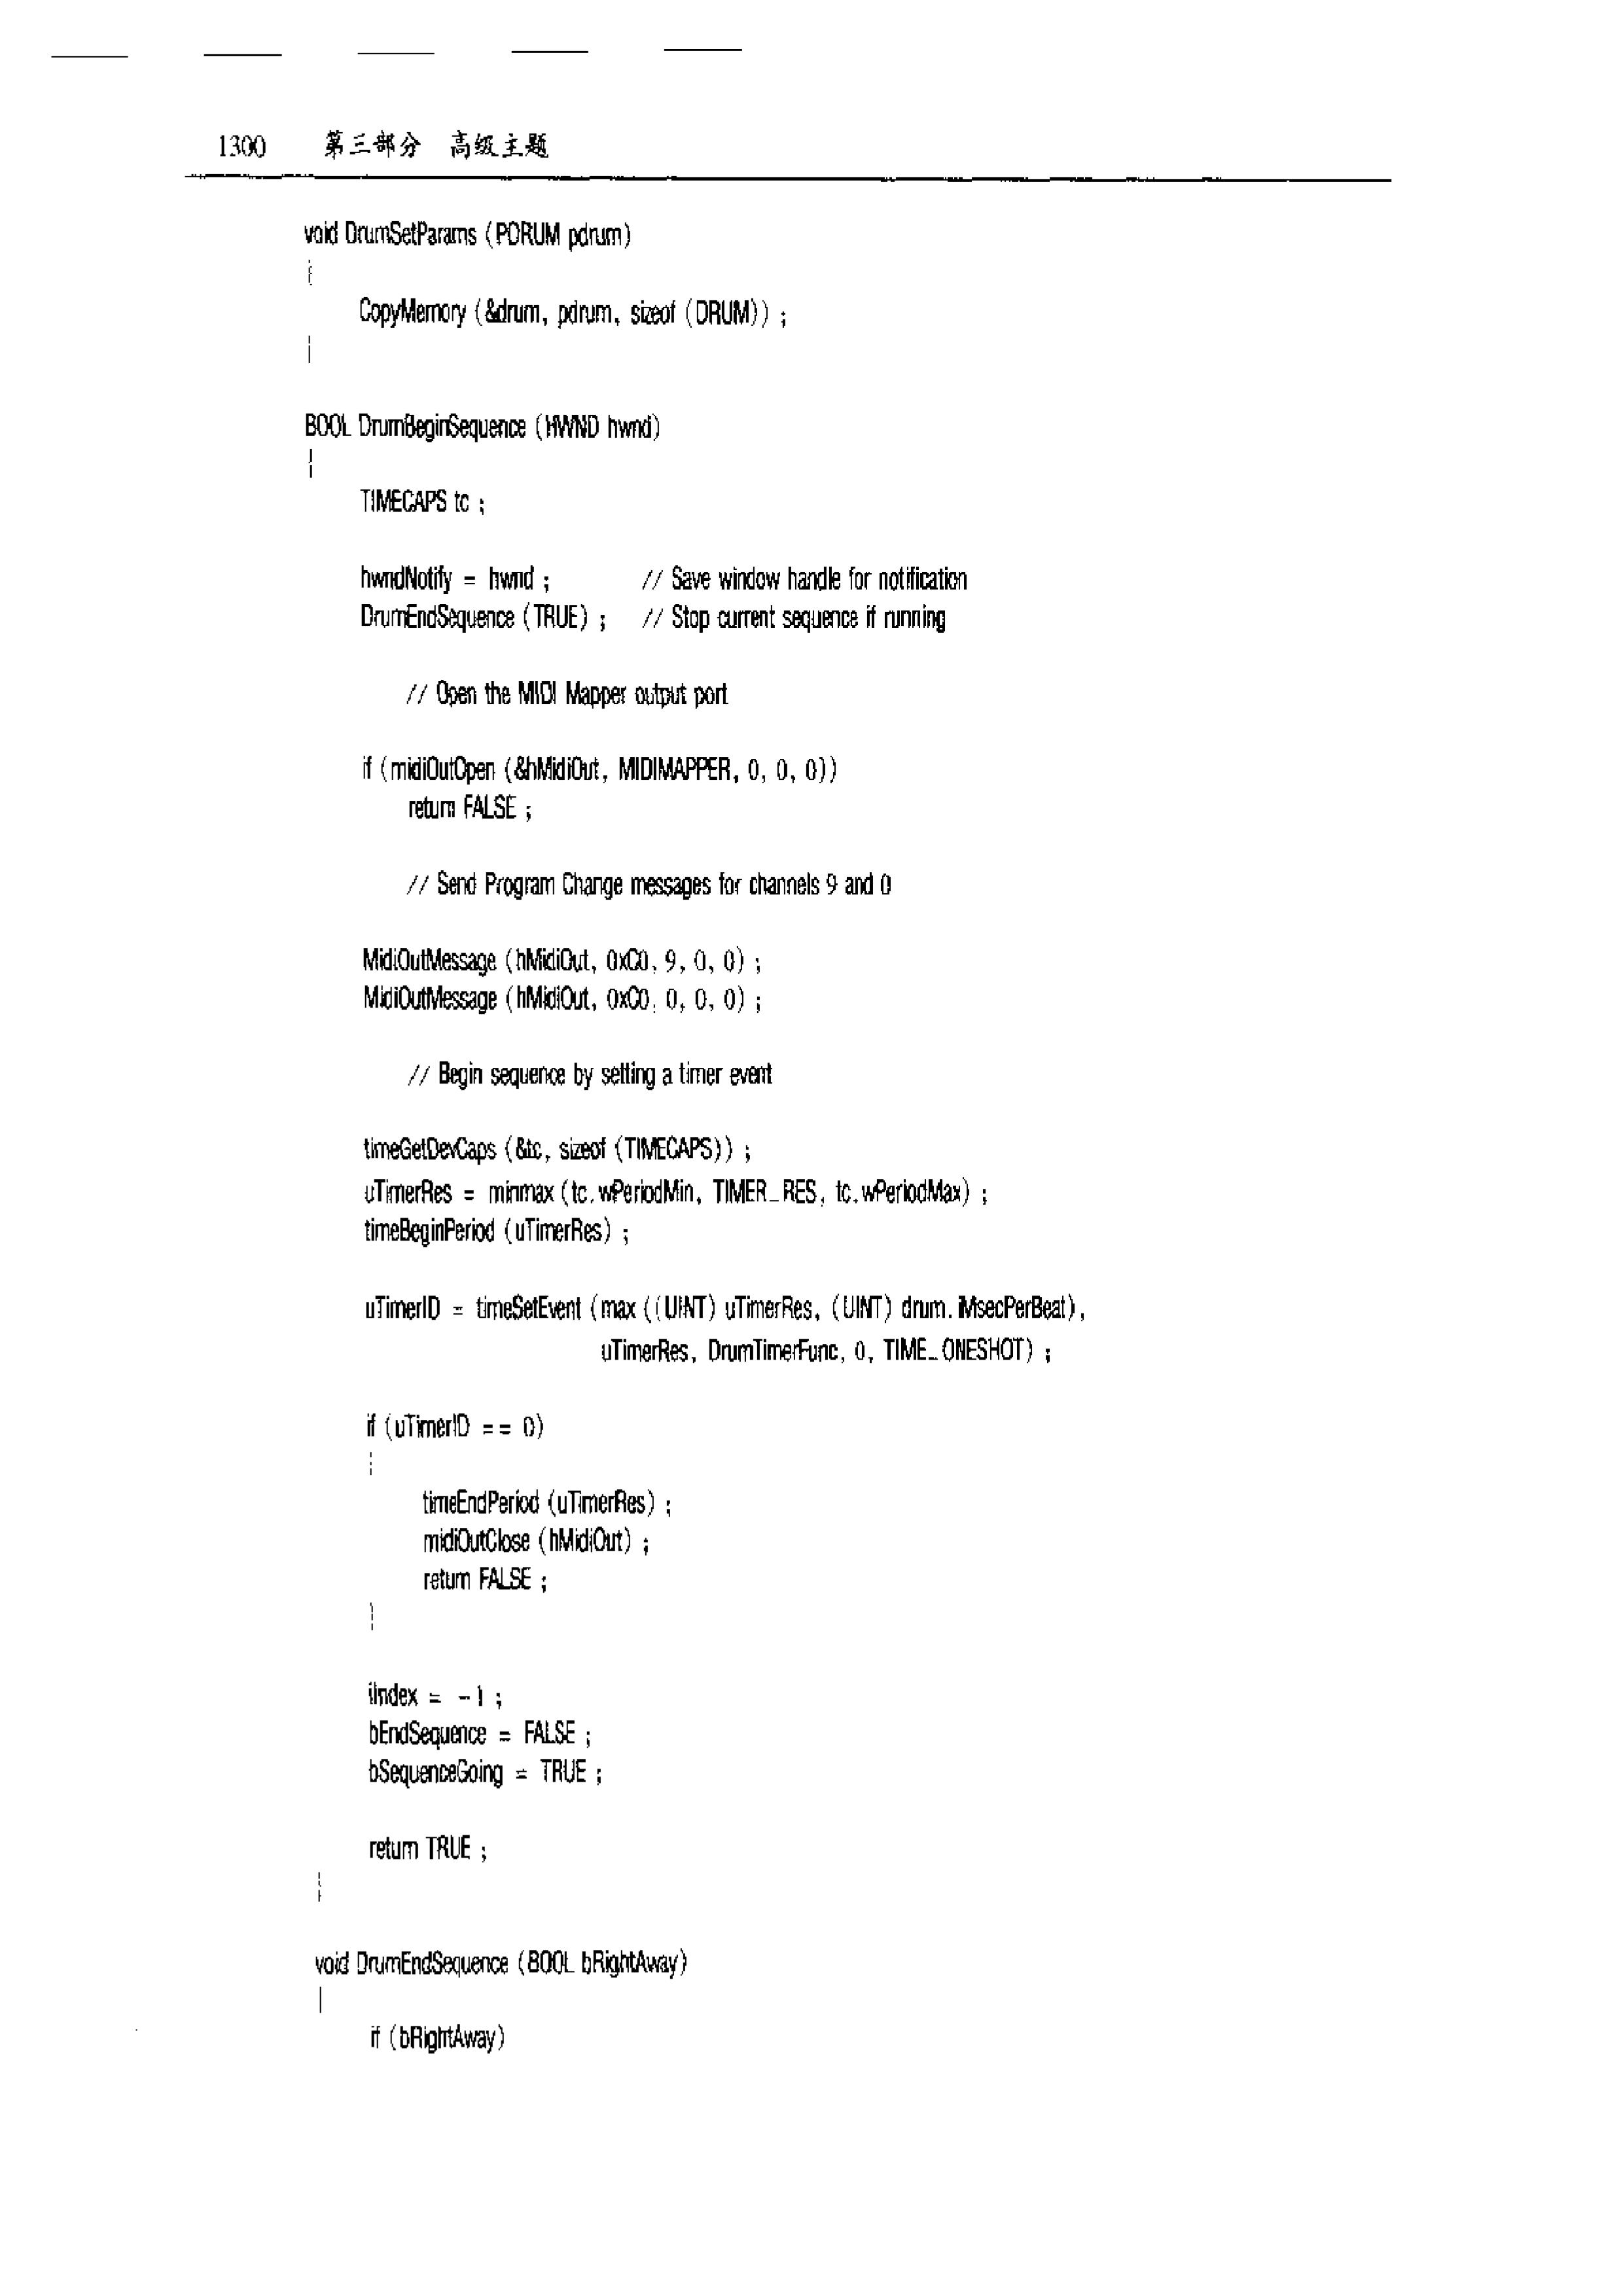 1300 第三部分 高级主题
void DrumSetParams (PDRUM pdrum)
{
CopyMemory (&drum, pdrum, sizeof (DRUM)) ;
}
BOOL DrumBeginSequence (HWND hwnd)
{
TIMECAPS tc ;
hwndNotify = hwnd ; // Save window handle for notification
DrumEndSequence (TRUE) ; // Stop current sequence if running
// Open the MIDI Mapper output port
if (midiOutOpen (&hMidiOut, MIDIMAPPER, 0, 0, 0))
return FALSE ;
// Send Program Change messages for channels 9 and 0
MidiOutMessage (hMidiOut, 0xC0, 9, 0, 0) ;
MidiOutMessage (hMidiOut, 0xC0, 0, 0, 0) ;
// Begin sequence by setting a timer event
timeGetDevCaps (&tc, sizeof (TIMECAPS)) ;
uTimerRes = minmax (tc.wPeriodMin, TIMER_RES, tc.wPeriodMax) ;
timeBeginPeriod (uTimerRes) ;
uTimerID = timeSetEvent (max ((UINT) uTimerRes, (UINT) drum.iMsecPerBeat),
uTimerRes, DrumTimerFunc, 0, TIME_ONESHOT) ;
if (uTimerID == 0)
{
timeEndPeriod (uTimerRes) ;
midiOutClose (hMidiOut) ;
return FALSE ;
}
iIndex = -1 ;
bEndSequence = FALSE ;
bSequenceGoing = TRUE ;
return TRUE ;
}
void DrumEndSequence (BOOL bRightAway)
{
if (bRightAway)